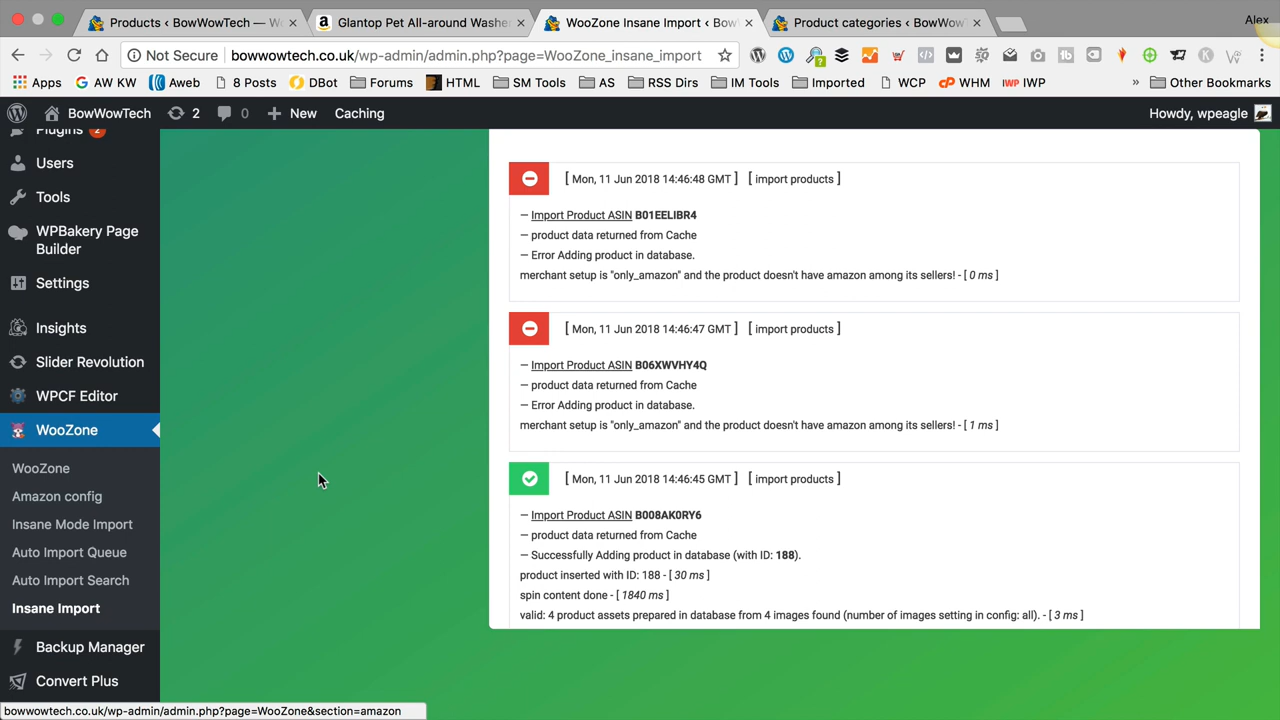 Products ‹ BowWowTech — W
Glantop Pet All-around Washe
WooZone Insane Import ‹ Bow
Product categories ‹ BowWow
Alex
Not Secure
bowwowtech.co.uk/wp-admin/admin.php?page=WooZone_insane_import
Apps
AW KW
Aweb
8 Posts
DBot
Forums
HTML
SM Tools
AS
RSS Dirs
IM Tools
Imported
WCP
WHM
IWP
»
Other Bookmarks
BowWowTech
2
0
New
Caching
Howdy, wpeagle
Plugins 2
Users
Tools
WPBakery Page
Builder
Settings
Insights
Slider Revolution
WPCF Editor
WooZone
WooZone
Amazon config
Insane Mode Import
Auto Import Queue
Auto Import Search
Insane Import
Backup Manager
Convert Plus
[ Mon, 11 Jun 2018 14:46:48 GMT ] [ import products ]
– Import Product ASIN B01EELIBR4
– product data returned from Cache
– Error Adding product in database.
merchant setup is "only_amazon" and the product doesn't have amazon among its sellers! - [ 0 ms ]
[ Mon, 11 Jun 2018 14:46:47 GMT ] [ import products ]
– Import Product ASIN B06XWVHY4Q
– product data returned from Cache
– Error Adding product in database.
merchant setup is "only_amazon" and the product doesn't have amazon among its sellers! - [ 1 ms ]
[ Mon, 11 Jun 2018 14:46:45 GMT ] [ import products ]
– Import Product ASIN B008AK0RY6
– product data returned from Cache
– Successfully Adding product in database (with ID: 188).
product inserted with ID: 188 - [ 30 ms ]
spin content done - [ 1840 ms ]
valid: 4 product assets prepared in database from 4 images found (number of images setting in config: all). - [ 3 ms ]
bowwowtech.co.uk/wp-admin/admin.php?page=WooZone&section=amazon